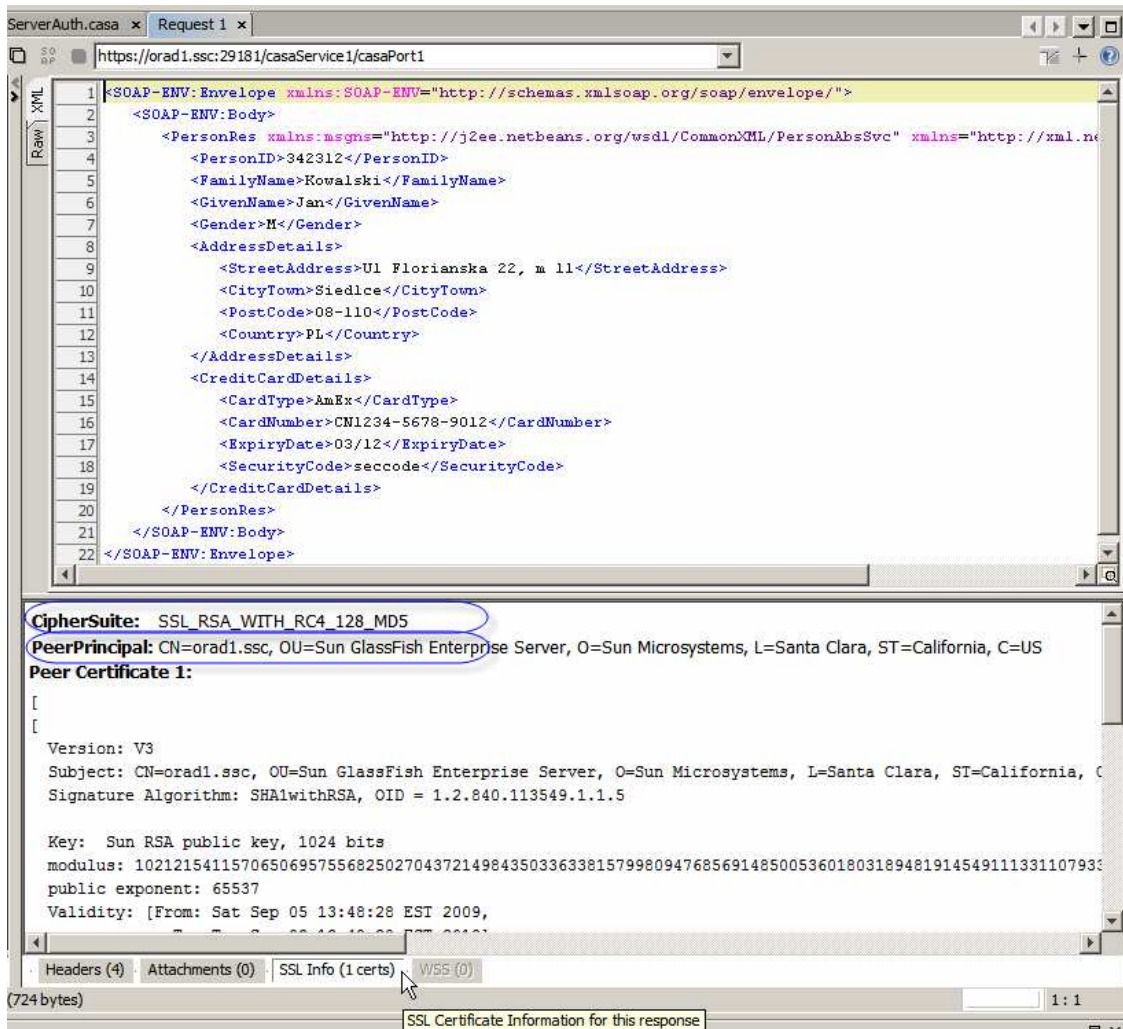 ServerAuth.casa × Request 1 ×
https://orad1.ssc:29181/casaService1/casaPort1
XML
Raw
1 <SOAP-ENV:Envelope xmlns:SOAP-ENV="http://schemas.xmlsoap.org/soap/envelope/">
2 <SOAP-ENV:Body>
3 <PersonRes xmlns:msgns="http://j2ee.netbeans.org/wsdl/CommonXML/PersonAbsSvc" xmlns="http://xml.ne
4 <PersonID>342312</PersonID>
5 <FamilyName>Kowalski</FamilyName>
6 <GivenName>Jan</GivenName>
7 <Gender>M</Gender>
8 <AddressDetails>
9 <StreetAddress>Ul Florianska 22, m 11</StreetAddress>
10 <CityTown>Siedlce</CityTown>
11 <PostCode>08-110</PostCode>
12 <Country>PL</Country>
13 </AddressDetails>
14 <CreditCardDetails>
15 <CardType>AmEx</CardType>
16 <CardNumber>CN1234-5678-9012</CardNumber>
17 <ExpiryDate>03/12</ExpiryDate>
18 <SecurityCode>seccode</SecurityCode>
19 </CreditCardDetails>
20 </PersonRes>
21 </SOAP-ENV:Body>
22 </SOAP-ENV:Envelope>
CipherSuite: SSL_RSA_WITH_RC4_128_MD5
PeerPrincipal: CN=orad1.ssc, OU=Sun GlassFish Enterprise Server, O=Sun Microsystems, L=Santa Clara, ST=California, C=US
Peer Certificate 1:
[
[
Version: V3
Subject: CN=orad1.ssc, OU=Sun GlassFish Enterprise Server, O=Sun Microsystems, L=Santa Clara, ST=California,
Signature Algorithm: SHA1withRSA, OID = 1.2.840.113549.1.1.5
Key: Sun RSA public key, 1024 bits
modulus: 10212154115706506957556825027043721498435033633815799809476856914850053601803189481914549111331107933
public exponent: 65537
Validity: [From: Sat Sep 05 13:48:28 EST 2009,
Headers (4) Attachments (0) SSL Info (1 certs) WSS (0)
(724 bytes) 1:1
SSL Certificate Information for this response